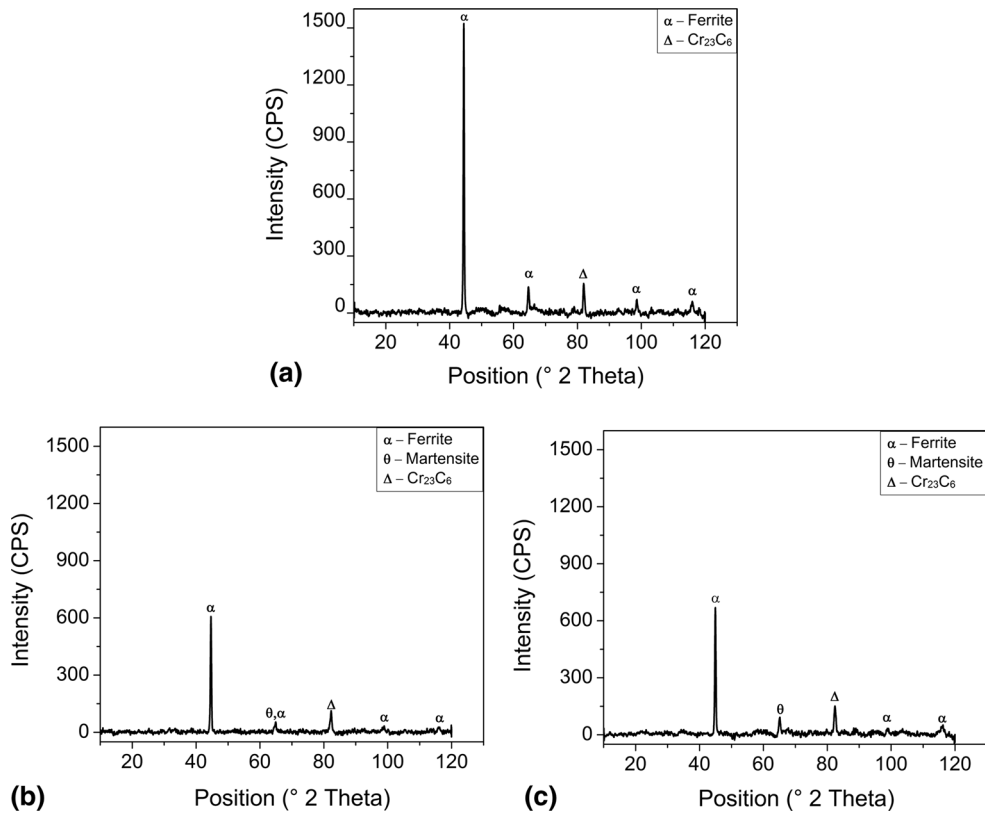 α
α – Ferrite
Δ – Cr₂₃C₆
1500
1200
900
600
300
0
α
Δ
α
α
20
40
60
80
100
120
Intensity (CPS)
Position (° 2 Theta)
(a)
α – Ferrite
θ – Martensite
Δ – Cr₂₃C₆
1500
1200
900
600
300
0
α
θ,α
Δ
α
α
20
40
60
80
100
120
Intensity (CPS)
Position (° 2 Theta)
(b)
α – Ferrite
θ – Martensite
Δ – Cr₂₃C₆
1500
1200
900
600
300
0
α
θ
Δ
α
α
20
40
60
80
100
120
Intensity (CPS)
Position (° 2 Theta)
(c)